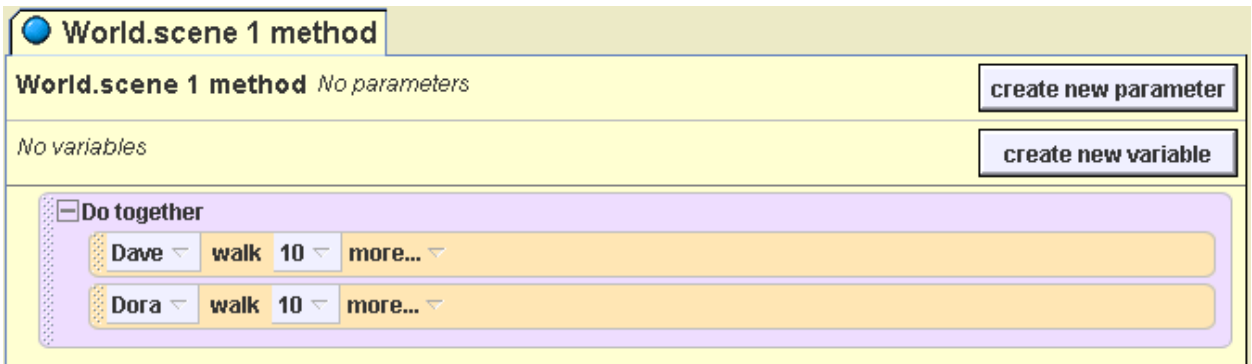 World.scene 1 method
World.scene 1 method No parameters create new parameter
No variables create new variable
Do together
Dave walk 10 more...
Dora walk 10 more...